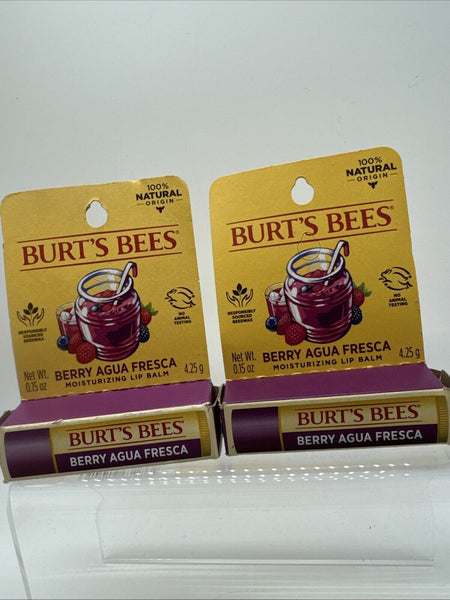 100%
NATURAL
ORIGIN
BURT'S BEES®
RESPONSIBLY
SOURCED
BEESWAX
NO
ANIMAL
TESTING
Net Wt.
0.15 oz
BERRY AGUA FRESCA
MOISTURIZING LIP BALM
4.25 g
BURT'S BEES
BERRY AGUA FRESCA
100%
NATURAL
ORIGIN
BURT'S BEES®
RESPONSIBLY
SOURCED
BEESWAX
NO
ANIMAL
TESTING
Net Wt.
0.15 oz
BERRY AGUA FRESCA
MOISTURIZING LIP BALM
4.25 g
BURT'S BEES
BERRY AGUA FRESCA